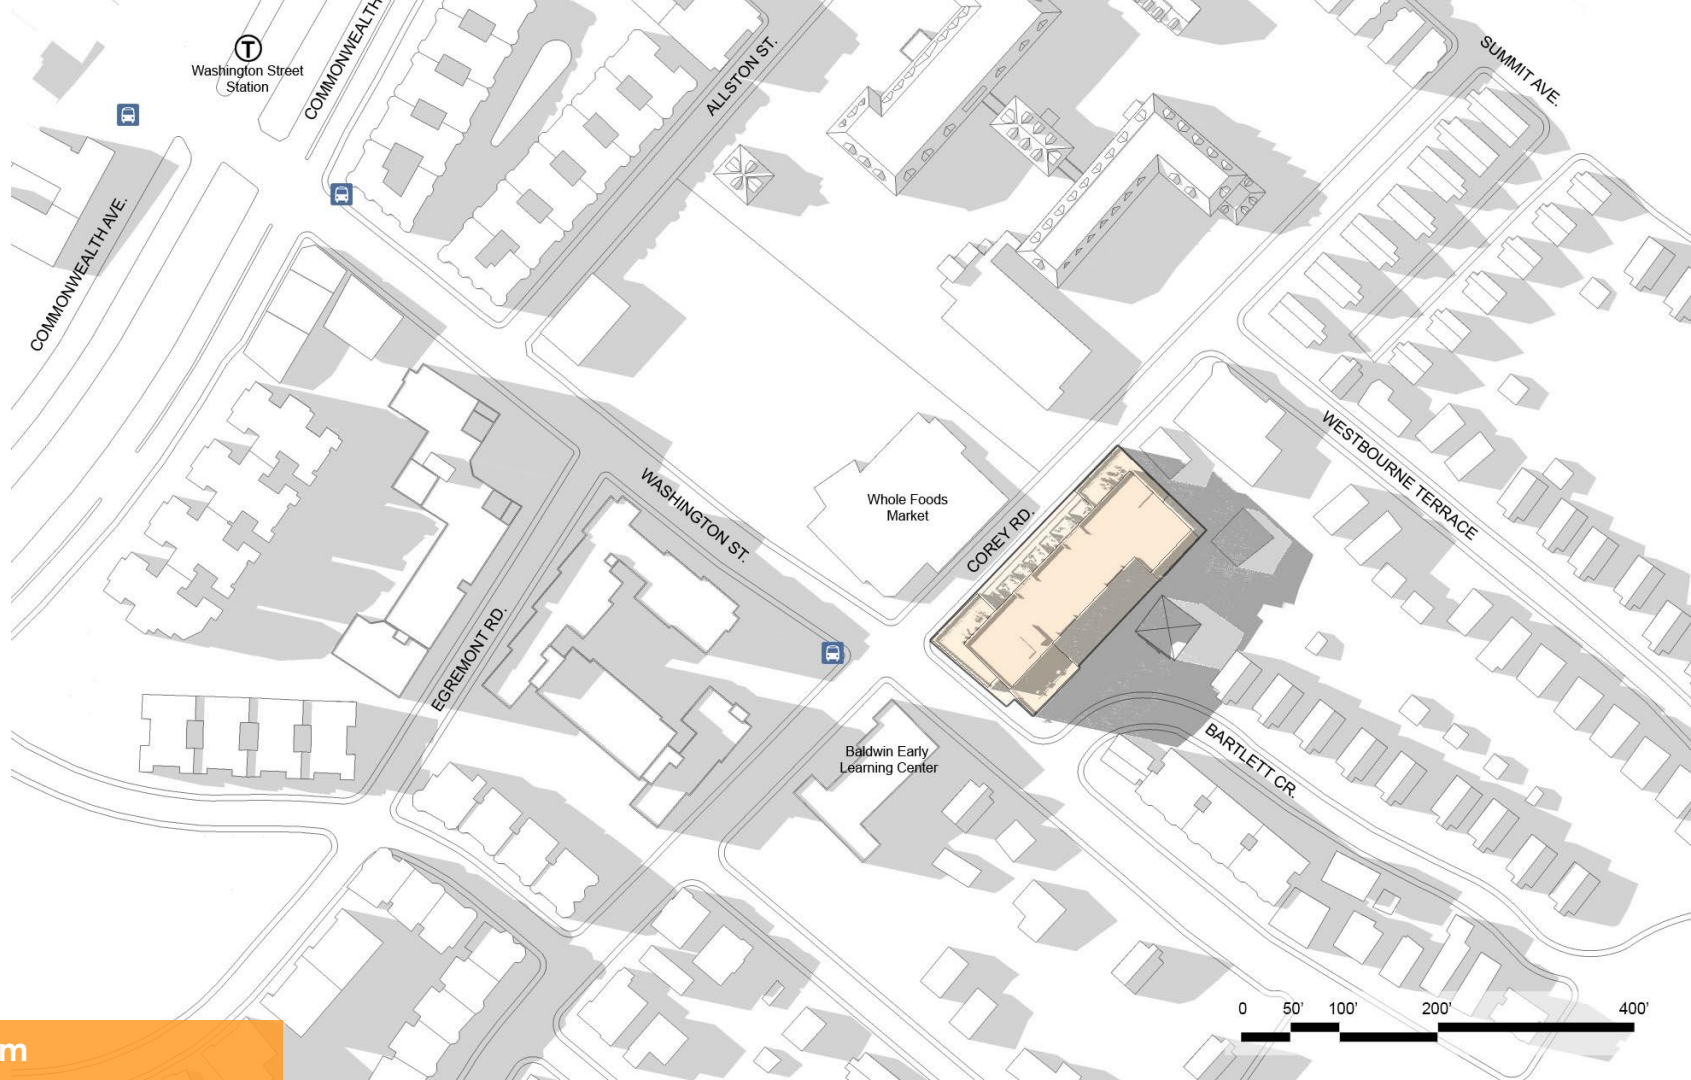 T
Washington Street
Station
COMMONWEALTH
ALLSTON ST.
SUMMIT AVE.
COMMONWEALTH AVE.
WESTBOURNE TERRACE
WASHINGTON ST.
Whole Foods
Market
COREY RD.
EGREMONT RD.
BARTLETT CR.
Baldwin Early
Learning Center
0 50' 100' 200' 400'
m